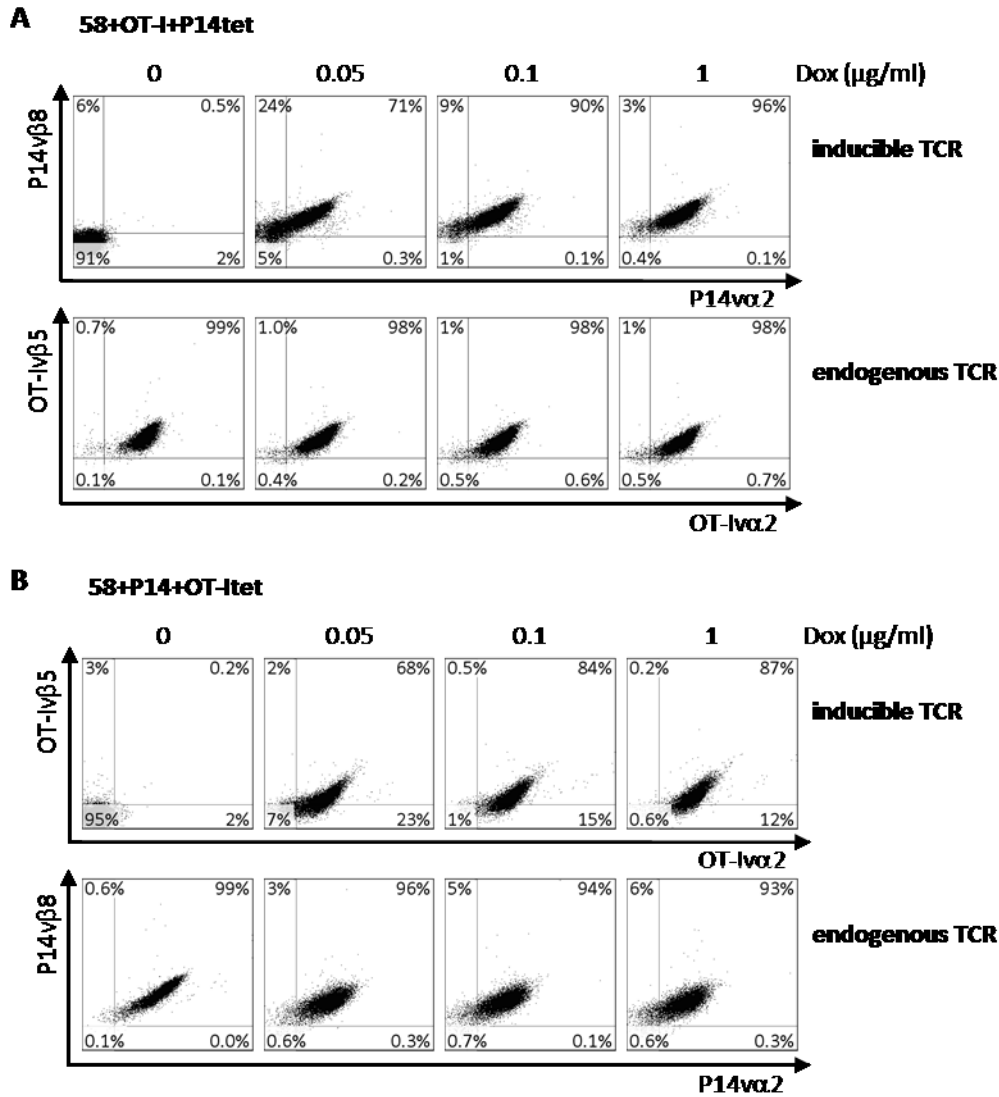 A
58+OT-I+P14tet
0 0.05 0.1 1 Dox (μg/ml)
6% 0.5% 24% 71% 9% 90% 3% 96%
P14vβ8
inducible TCR
91% 2% 5% 0.3% 1% 0.1% 0.4% 0.1%
P14vα2
0.7% 99% 1.0% 98% 1% 98% 1% 98%
OT-Ivβ5
endogenous TCR
0.1% 0.1% 0.4% 0.2% 0.5% 0.6% 0.5% 0.7%
OT-Ivα2
B
58+P14+OT-Itet
0 0.05 0.1 1 Dox (μg/ml)
3% 0.2% 2% 68% 0.5% 84% 0.2% 87%
OT-Ivβ5
inducible TCR
95% 2% 7% 23% 1% 15% 0.6% 12%
OT-Ivα2
0.6% 99% 3% 96% 5% 94% 6% 93%
P14vβ8
endogenous TCR
0.1% 0.0% 0.6% 0.3% 0.7% 0.1% 0.6% 0.3%
P14vα2